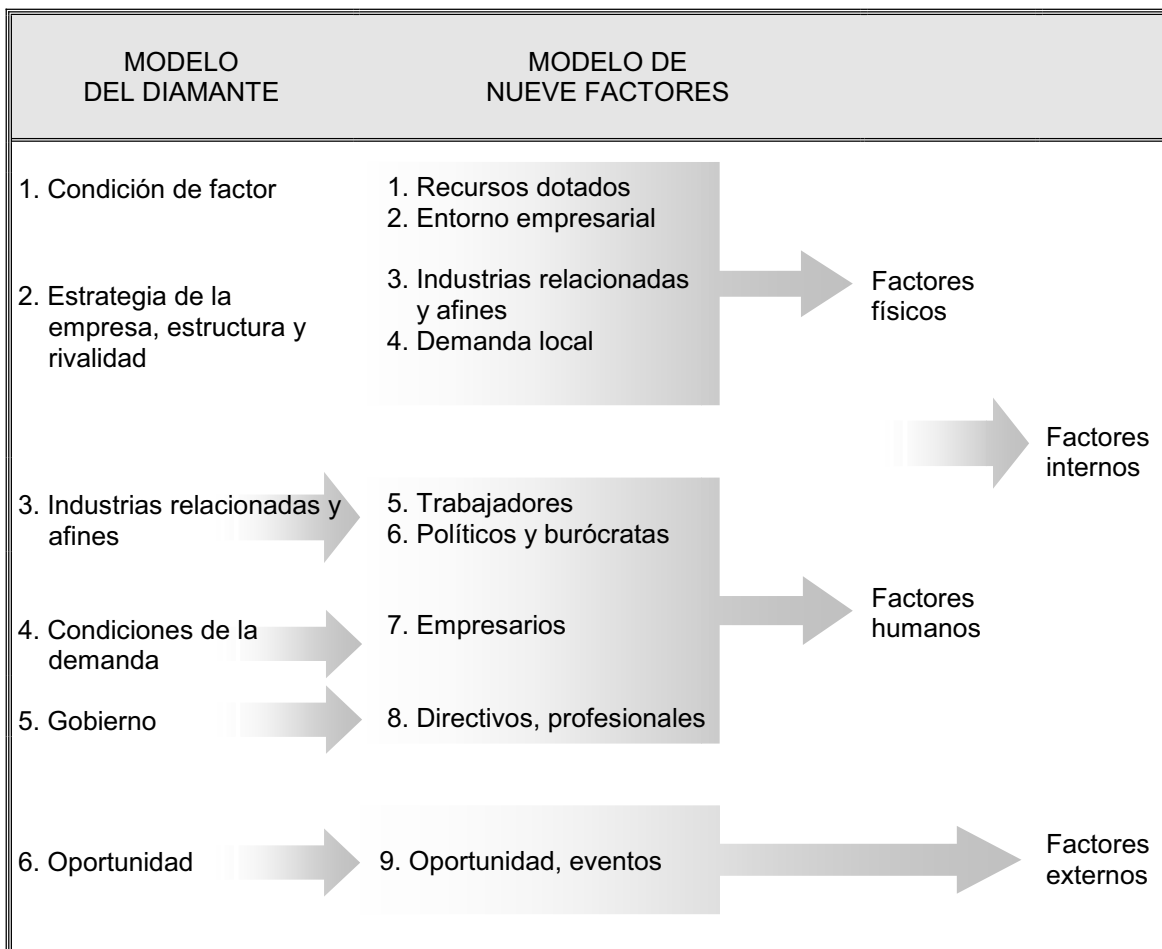 MODELO
DEL DIAMANTE
MODELO DE
NUEVE FACTORES
1. Condición de factor
2. Estrategia de la
empresa, estructura y
rivalidad
3. Industrias relacionadas y
afines
4. Condiciones de la
demanda
5. Gobierno
6. Oportunidad
1. Recursos dotados
2. Entorno empresarial
3. Industrias relacionadas
y afines
4. Demanda local
5. Trabajadores
6. Políticos y burócratas
7. Empresarios
8. Directivos, profesionales
9. Oportunidad, eventos
Factores
físicos
Factores
humanos
Factores
internos
Factores
externos